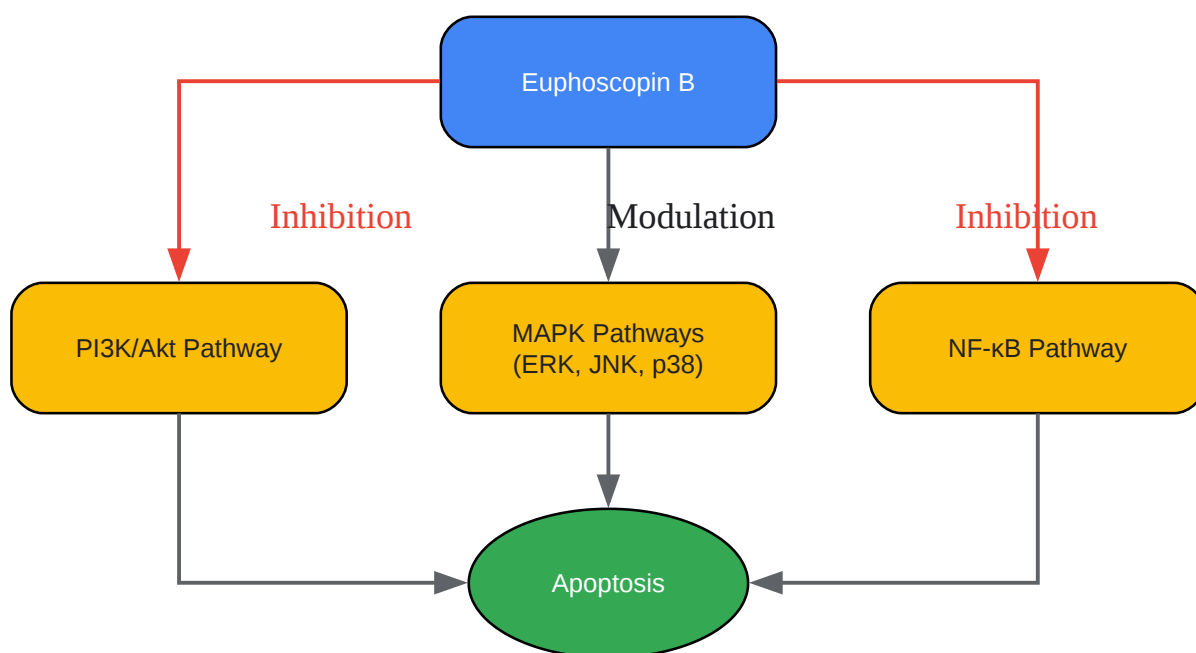 Euphoscopin B
Inhibition
Modulation
Inhibition
PI3K/Akt Pathway
MAPK Pathways
(ERK, JNK, p38)
NF-κB Pathway
Apoptosis